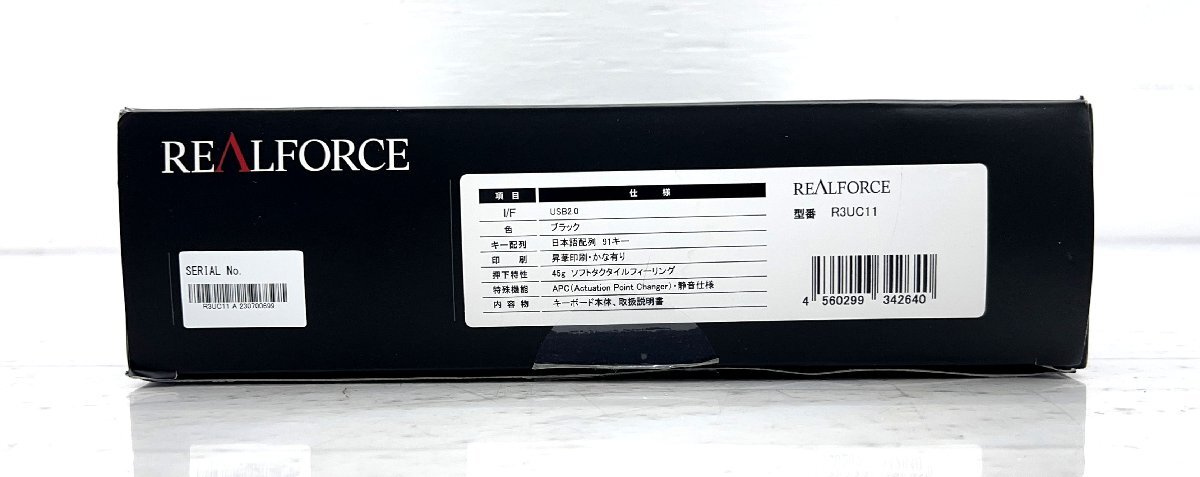 REALFORCE
SERIAL No.
R3UC11 A 230700699
項目 仕様
I/F USB2.0
色 ブラック
キー配列 日本語配列 91キー
印刷 昇華印刷・かな有り
押下特性 45g ソフトタクタイルフィーリング
特殊機能 APC(Actuation Point Changer)・静音仕様
内容物 キーボード本体、取扱説明書
REALFORCE
型番 R3UC11
4 560299 342640